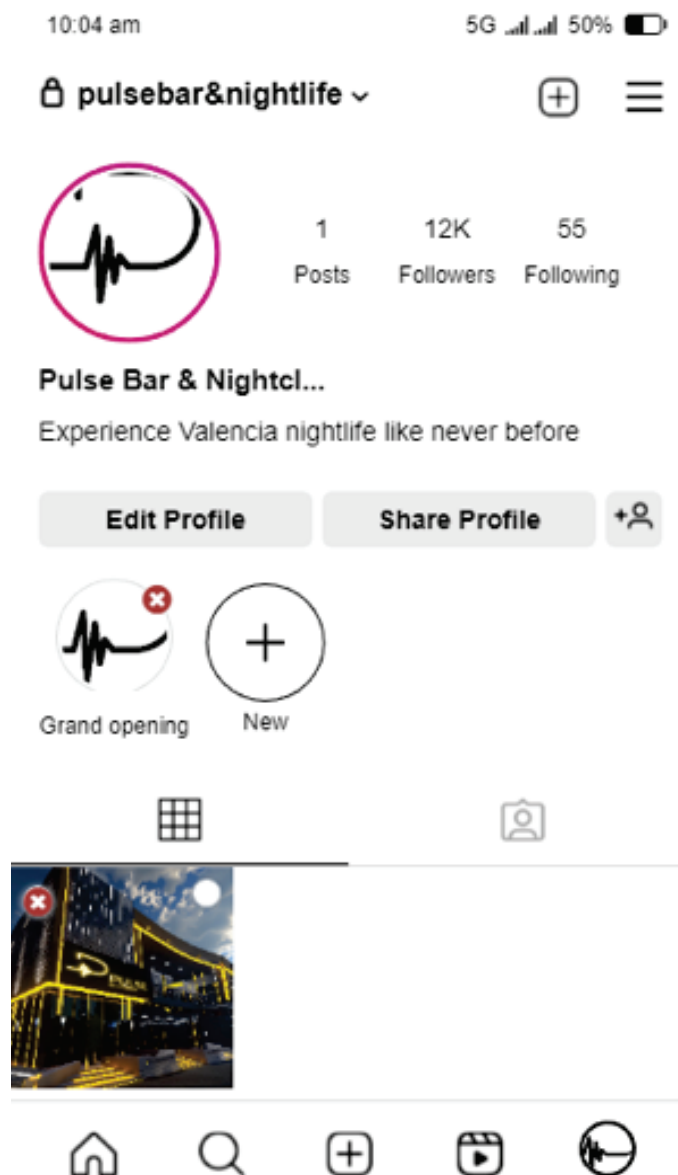 10:04 am 5G 50%
pulsebar&nightlife
1 12K 55
Posts Followers Following
Pulse Bar & Nightcl...
Experience Valencia nightlife like never before
Edit Profile Share Profile
Grand opening New
PULSE